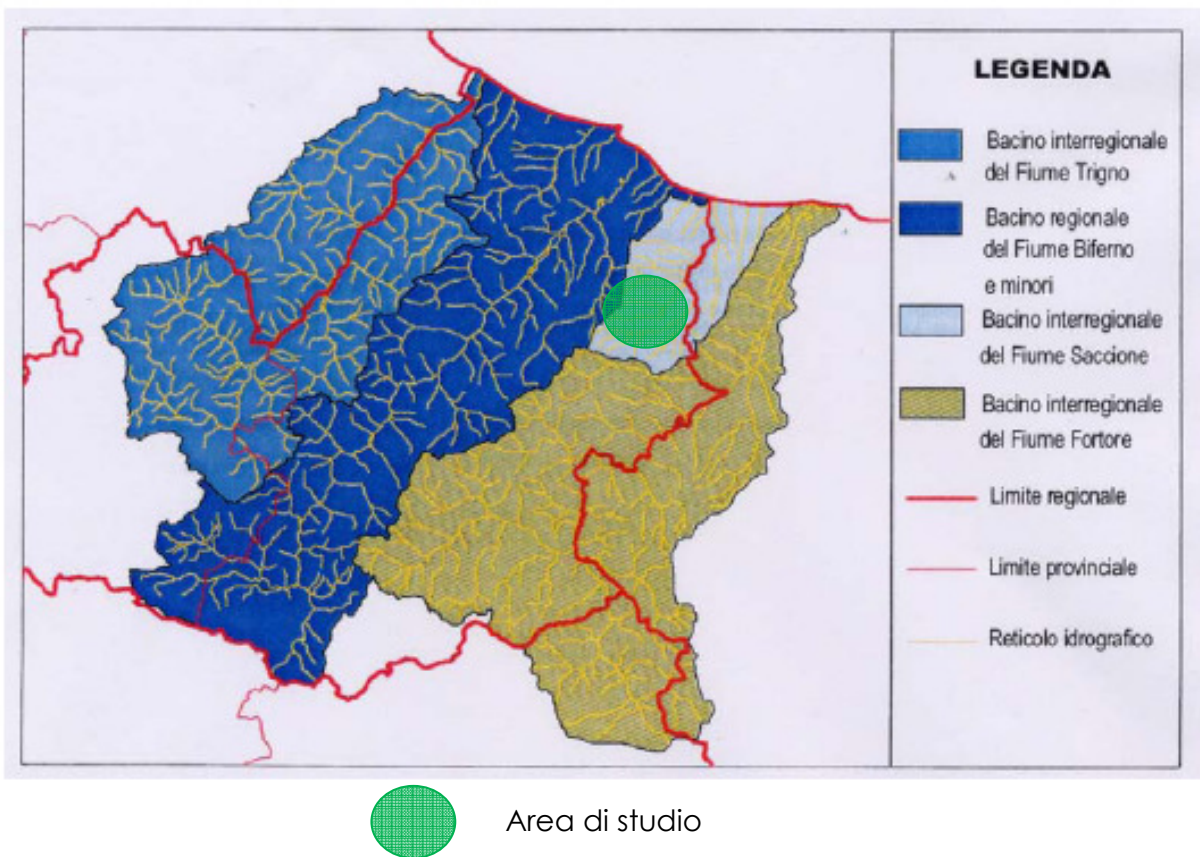 LEGENDA
Bacino interregionale
del Fiume Trigno
Bacino regionale
del Fiume Biferno
e minori
Bacino interregionale
del Fiume Saccione
Bacino interregionale
del Fiume Fortore
Limite regionale
Limite provinciale
Reticolo idrografico
Area di studio